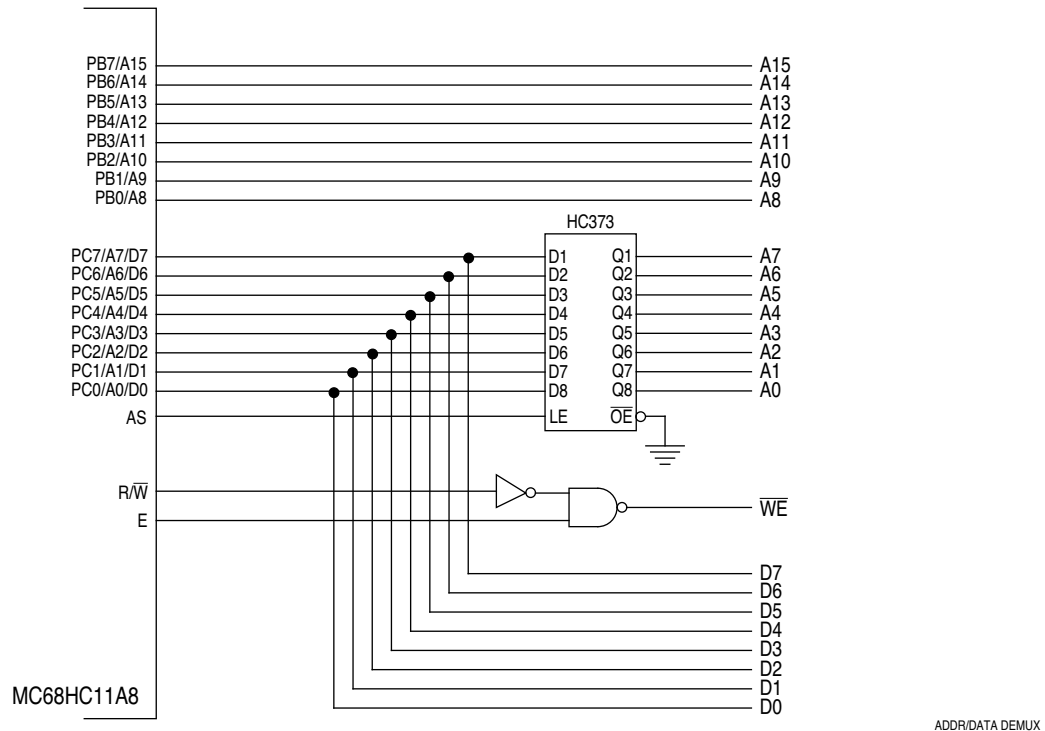 PB7/A15 A15
PB6/A14 A14
PB5/A13 A13
PB4/A12 A12
PB3/A11 A11
PB2/A10 A10
PB1/A9 A9
PB0/A8 A8
HC373
PC7/A7/D7 D1 Q1 A7
PC6/A6/D6 D2 Q2 A6
PC5/A5/D5 D3 Q3 A5
PC4/A4/D4 D4 Q4 A4
PC3/A3/D3 D5 Q5 A3
PC2/A2/D2 D6 Q6 A2
PC1/A1/D1 D7 Q7 A1
PC0/A0/D0 D8 Q8 A0
AS LE O̅E̅
R/W̅
W̅E̅
E
D7
D6
D5
D4
D3
D2
D1
D0
MC68HC11A8
ADDR/DATA DEMUX